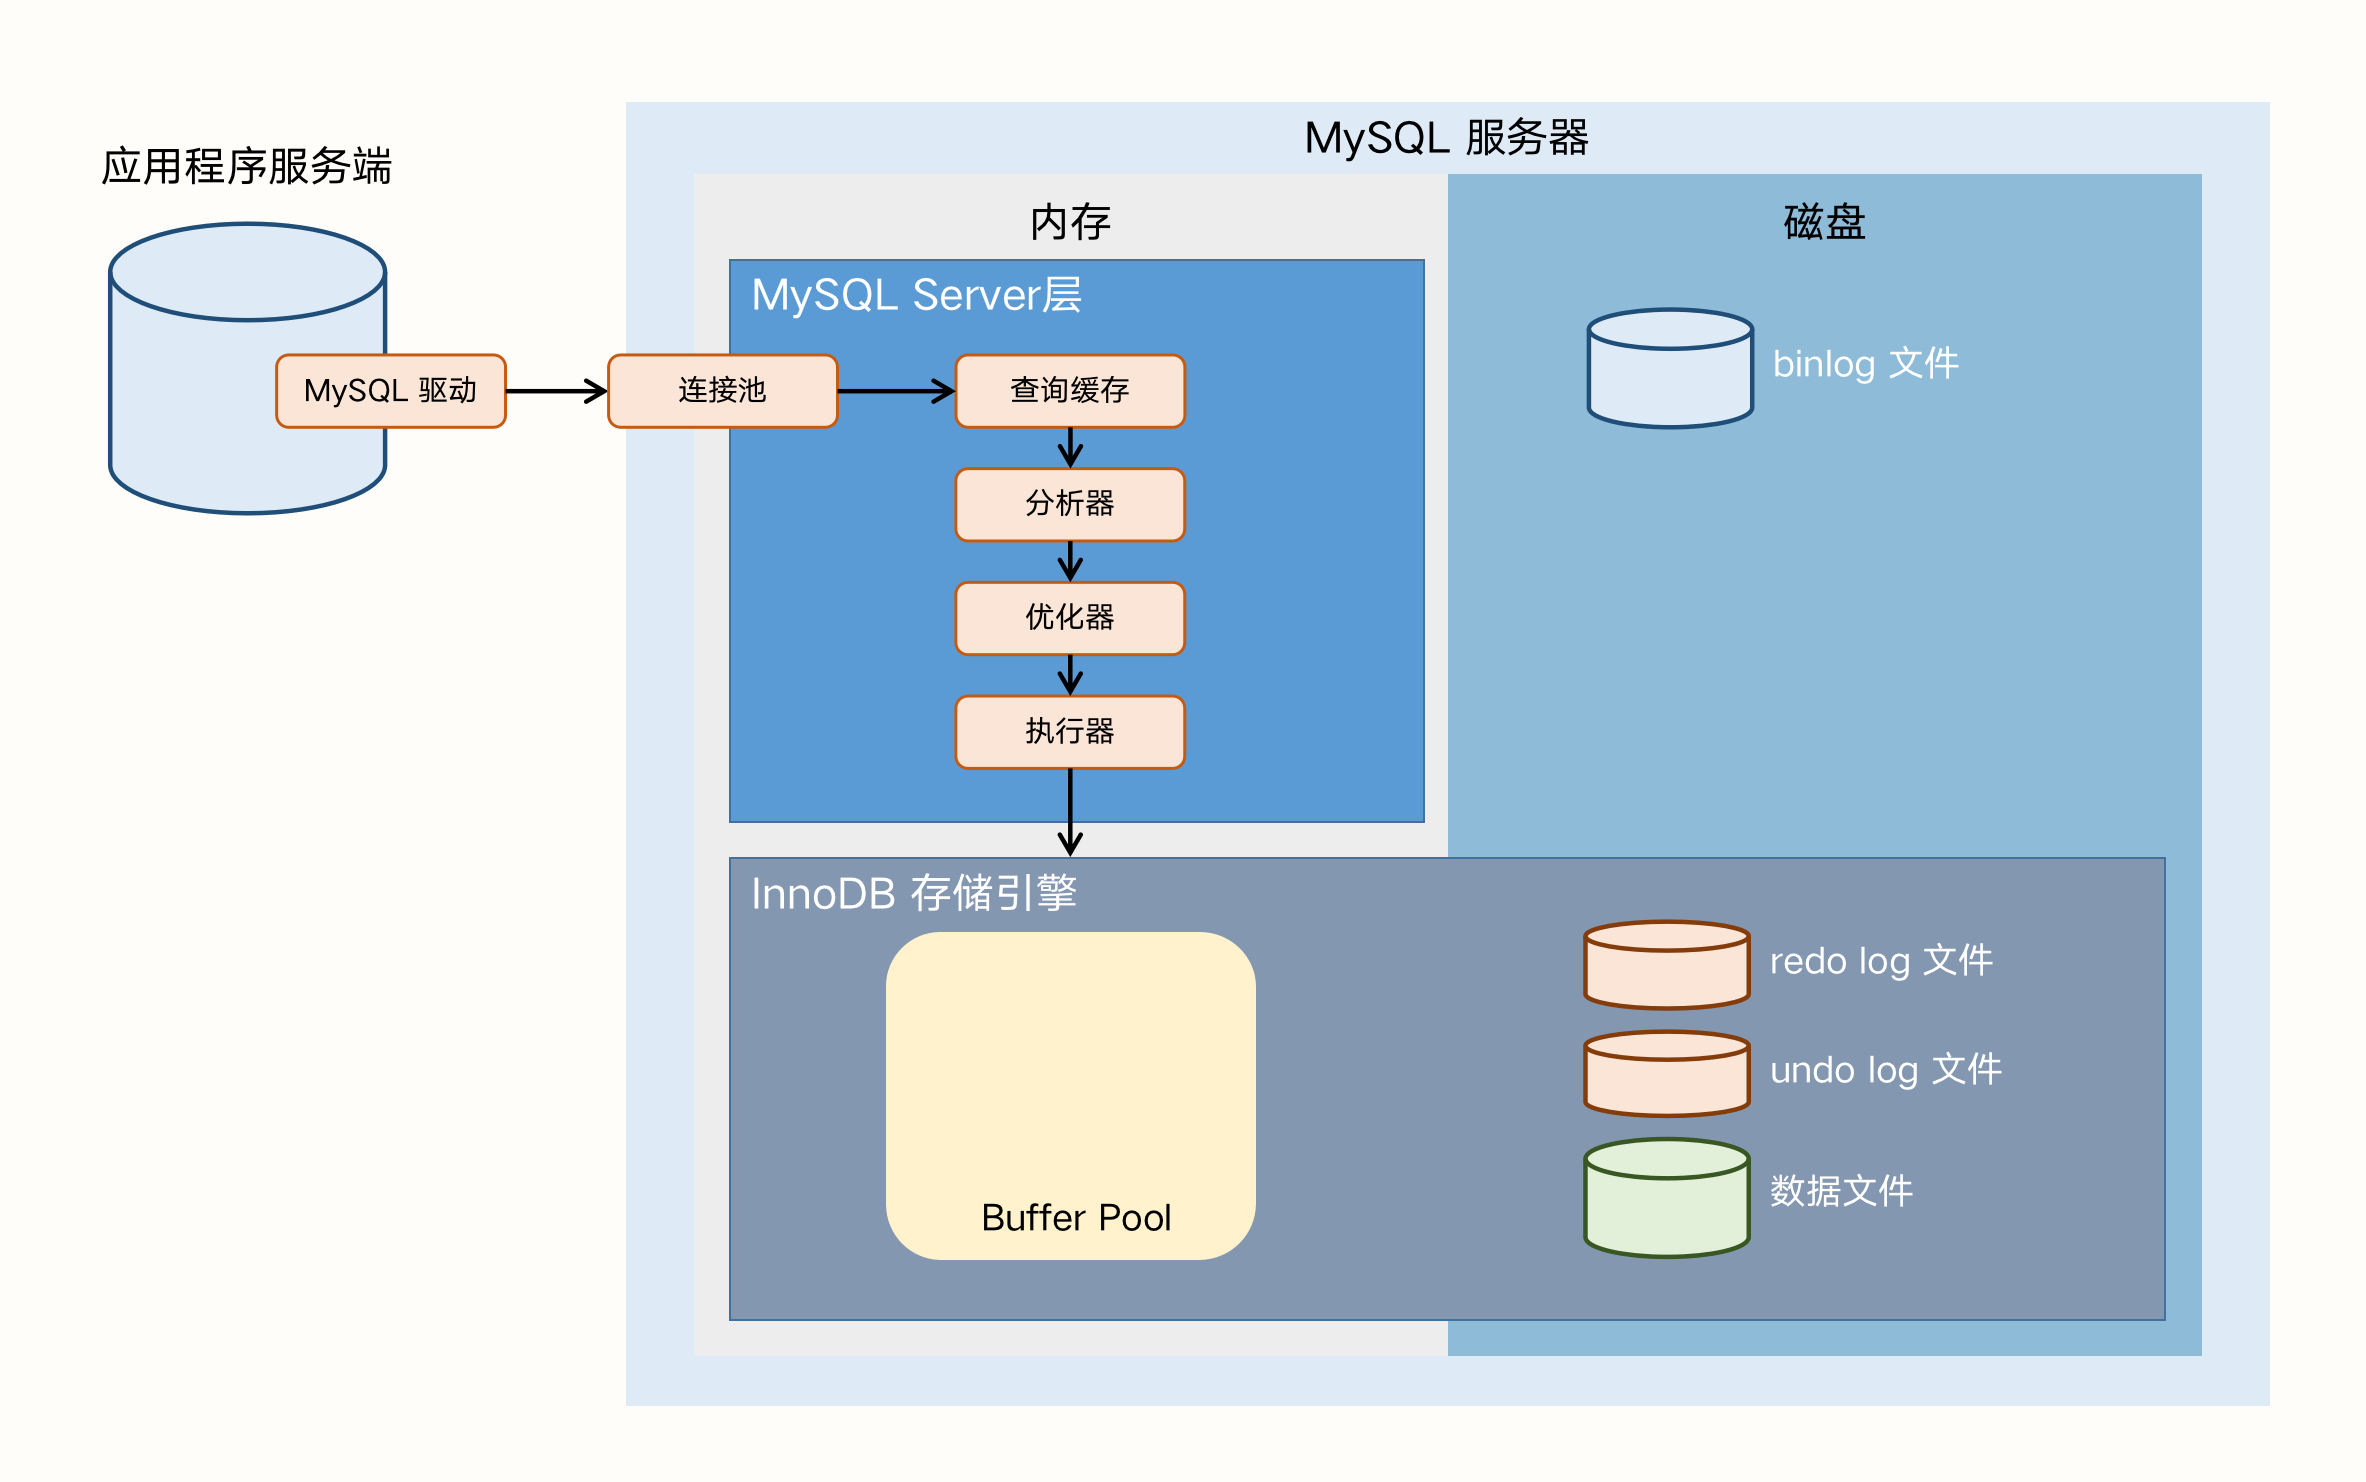 MySQL 服务器
应用程序服务端
内存
磁盘
MySQL Server层
binlog 文件
MySQL 驱动
连接池
查询缓存
分析器
优化器
执行器
InnoDB 存储引擎
redo log 文件
undo log 文件
数据文件
Buffer Pool